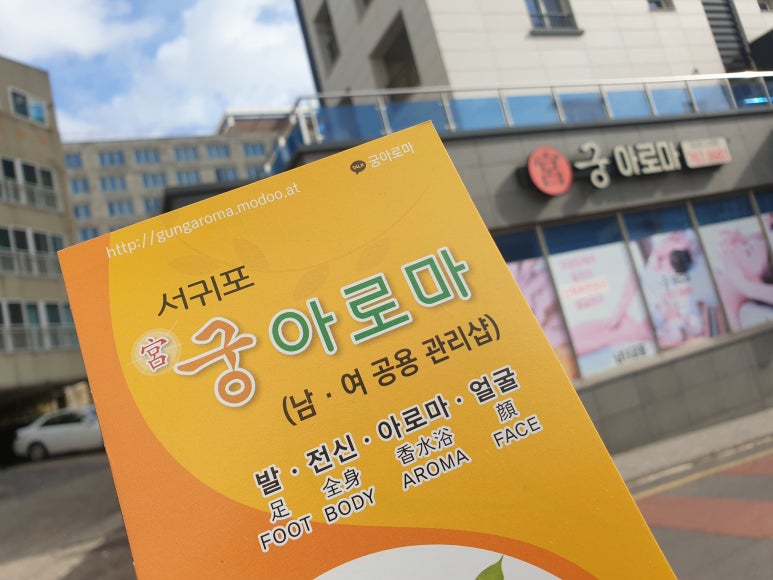 http://gungaroma.modoo.at
TALK 궁아로마
서귀포
宮 궁 아로마
(남 · 여 공용 관리샵)
발 · 전신 · 아로마 · 얼굴
足 全身 香水浴 顔
FOOT BODY AROMA FACE
宮 궁 아로마